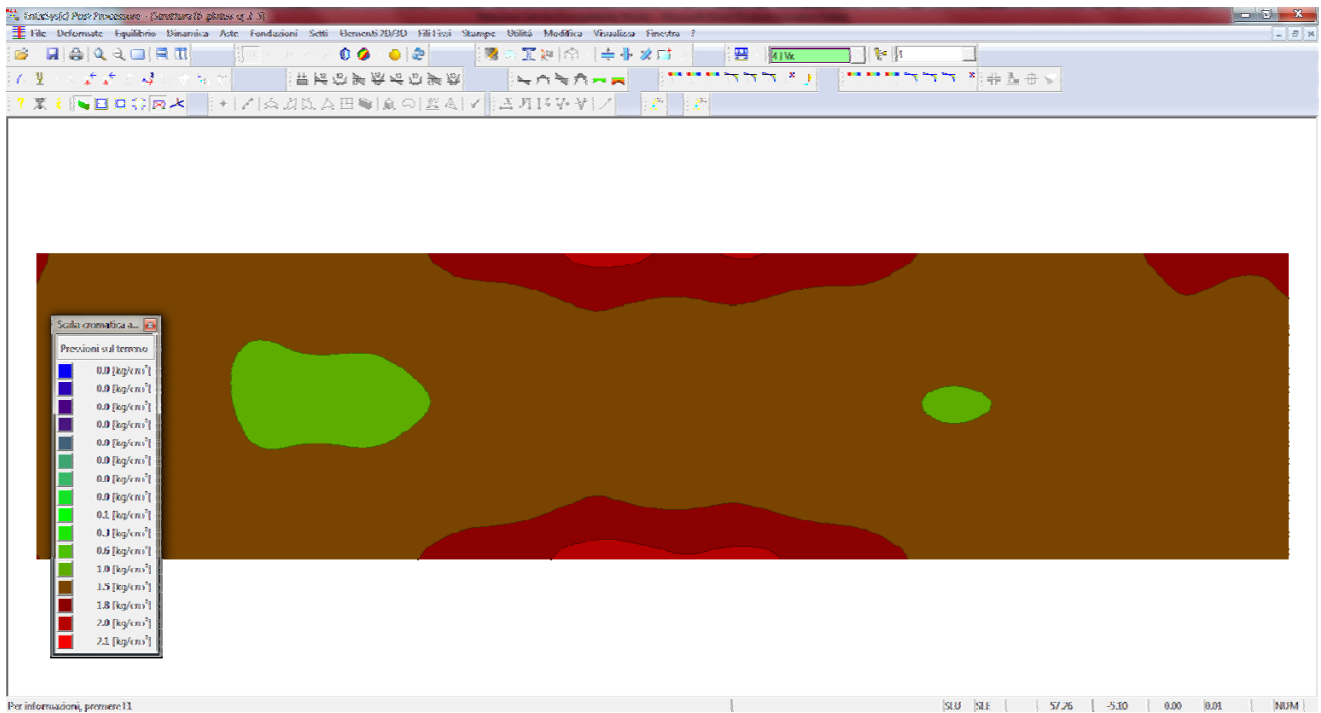 File Deformate Equilibrio Dinamica Aste Fondazioni Setti Elementi 2D/3D Fili Fissi Stampe Utilità Modifica Visualizza Finestra ?
Scala cromatica a...
Pressioni sul terreno
0.0 [kg/cm²]
0.0 [kg/cm²]
0.0 [kg/cm²]
0.0 [kg/cm²]
0.0 [kg/cm²]
0.0 [kg/cm²]
0.0 [kg/cm²]
0.0 [kg/cm²]
0.1 [kg/cm²]
0.3 [kg/cm²]
0.6 [kg/cm²]
1.0 [kg/cm²]
1.5 [kg/cm²]
1.8 [kg/cm²]
2.0 [kg/cm²]
2.1 [kg/cm²]
Per informazioni, premere F1
SLU SLE 57.26 -5.10 0.00 0.01 NUM